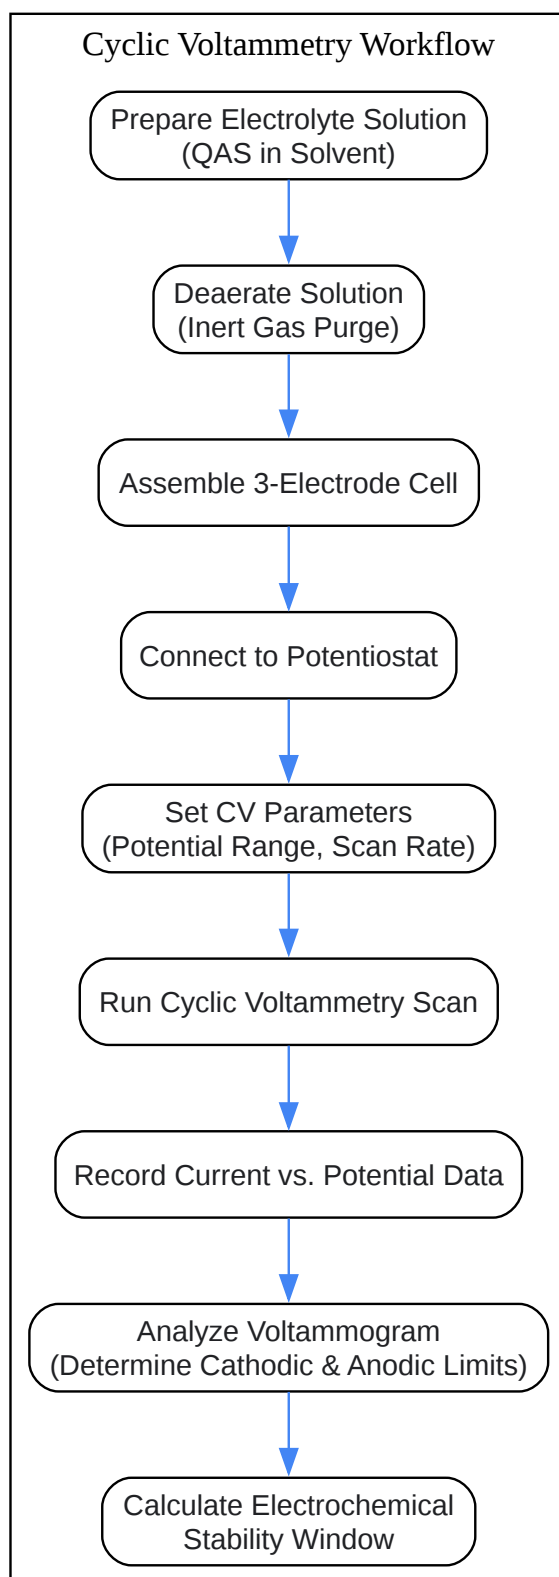 Cyclic Voltammetry Workflow
Prepare Electrolyte Solution
(QAS in Solvent)
Deaerate Solution
(Inert Gas Purge)
Assemble 3-Electrode Cell
Connect to Potentiostat
Set CV Parameters
(Potential Range, Scan Rate)
Run Cyclic Voltammetry Scan
Record Current vs. Potential Data
Analyze Voltammogram
(Determine Cathodic & Anodic Limits)
Calculate Electrochemical
Stability Window